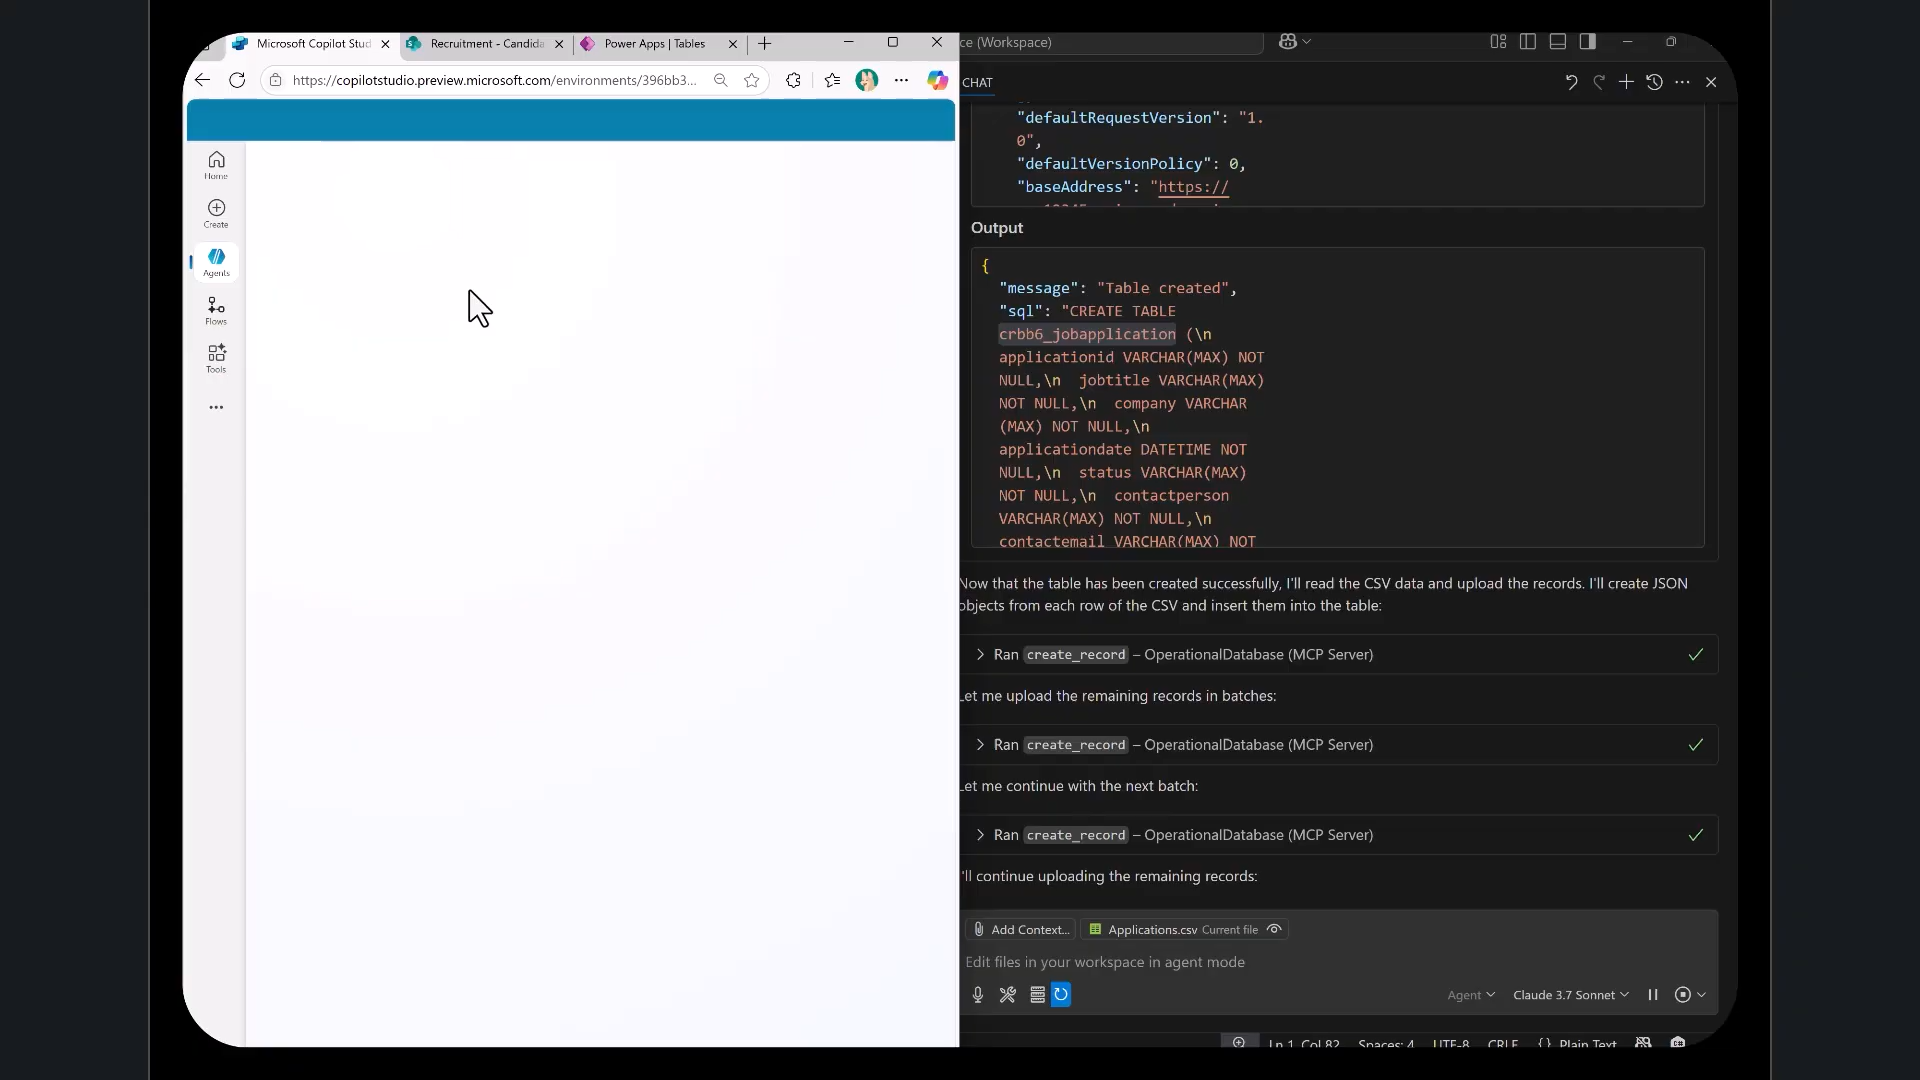 Microsoft Copilot Stud
Recruitment - Candida
Power Apps | Tables
https://copilotstudio.preview.microsoft.com/environments/396bb3...
Home
Create
Agents
Flows
Tools
ce (Workspace)
CHAT
"defaultRequestVersion": "1.
0",
"defaultVersionPolicy": 0,
"baseAddress": "https://
Output
{
"message": "Table created",
"sql": "CREATE TABLE
crbb6_jobapplication (\n
applicationid VARCHAR(MAX) NOT
NULL,\n jobtitle VARCHAR(MAX)
NOT NULL,\n company VARCHAR
(MAX) NOT NULL,\n
applicationdate DATETIME NOT
NULL,\n status VARCHAR(MAX)
NOT NULL,\n contactperson
VARCHAR(MAX) NOT NULL,\n
contactemail VARCHAR(MAX) NOT
Now that the table has been created successfully, I'll read the CSV data and upload the records. I'll create JSON
objects from each row of the CSV and insert them into the table:
Ran create_record – OperationalDatabase (MCP Server)
Let me upload the remaining records in batches:
Ran create_record – OperationalDatabase (MCP Server)
Let me continue with the next batch:
Ran create_record – OperationalDatabase (MCP Server)
'll continue uploading the remaining records:
Add Context...
Applications.csv Current file
Edit files in your workspace in agent mode
Agent
Claude 3.7 Sonnet
Ln 1, Col 82
Spaces: 4
UTF-8
CRLF
{} Plain Text